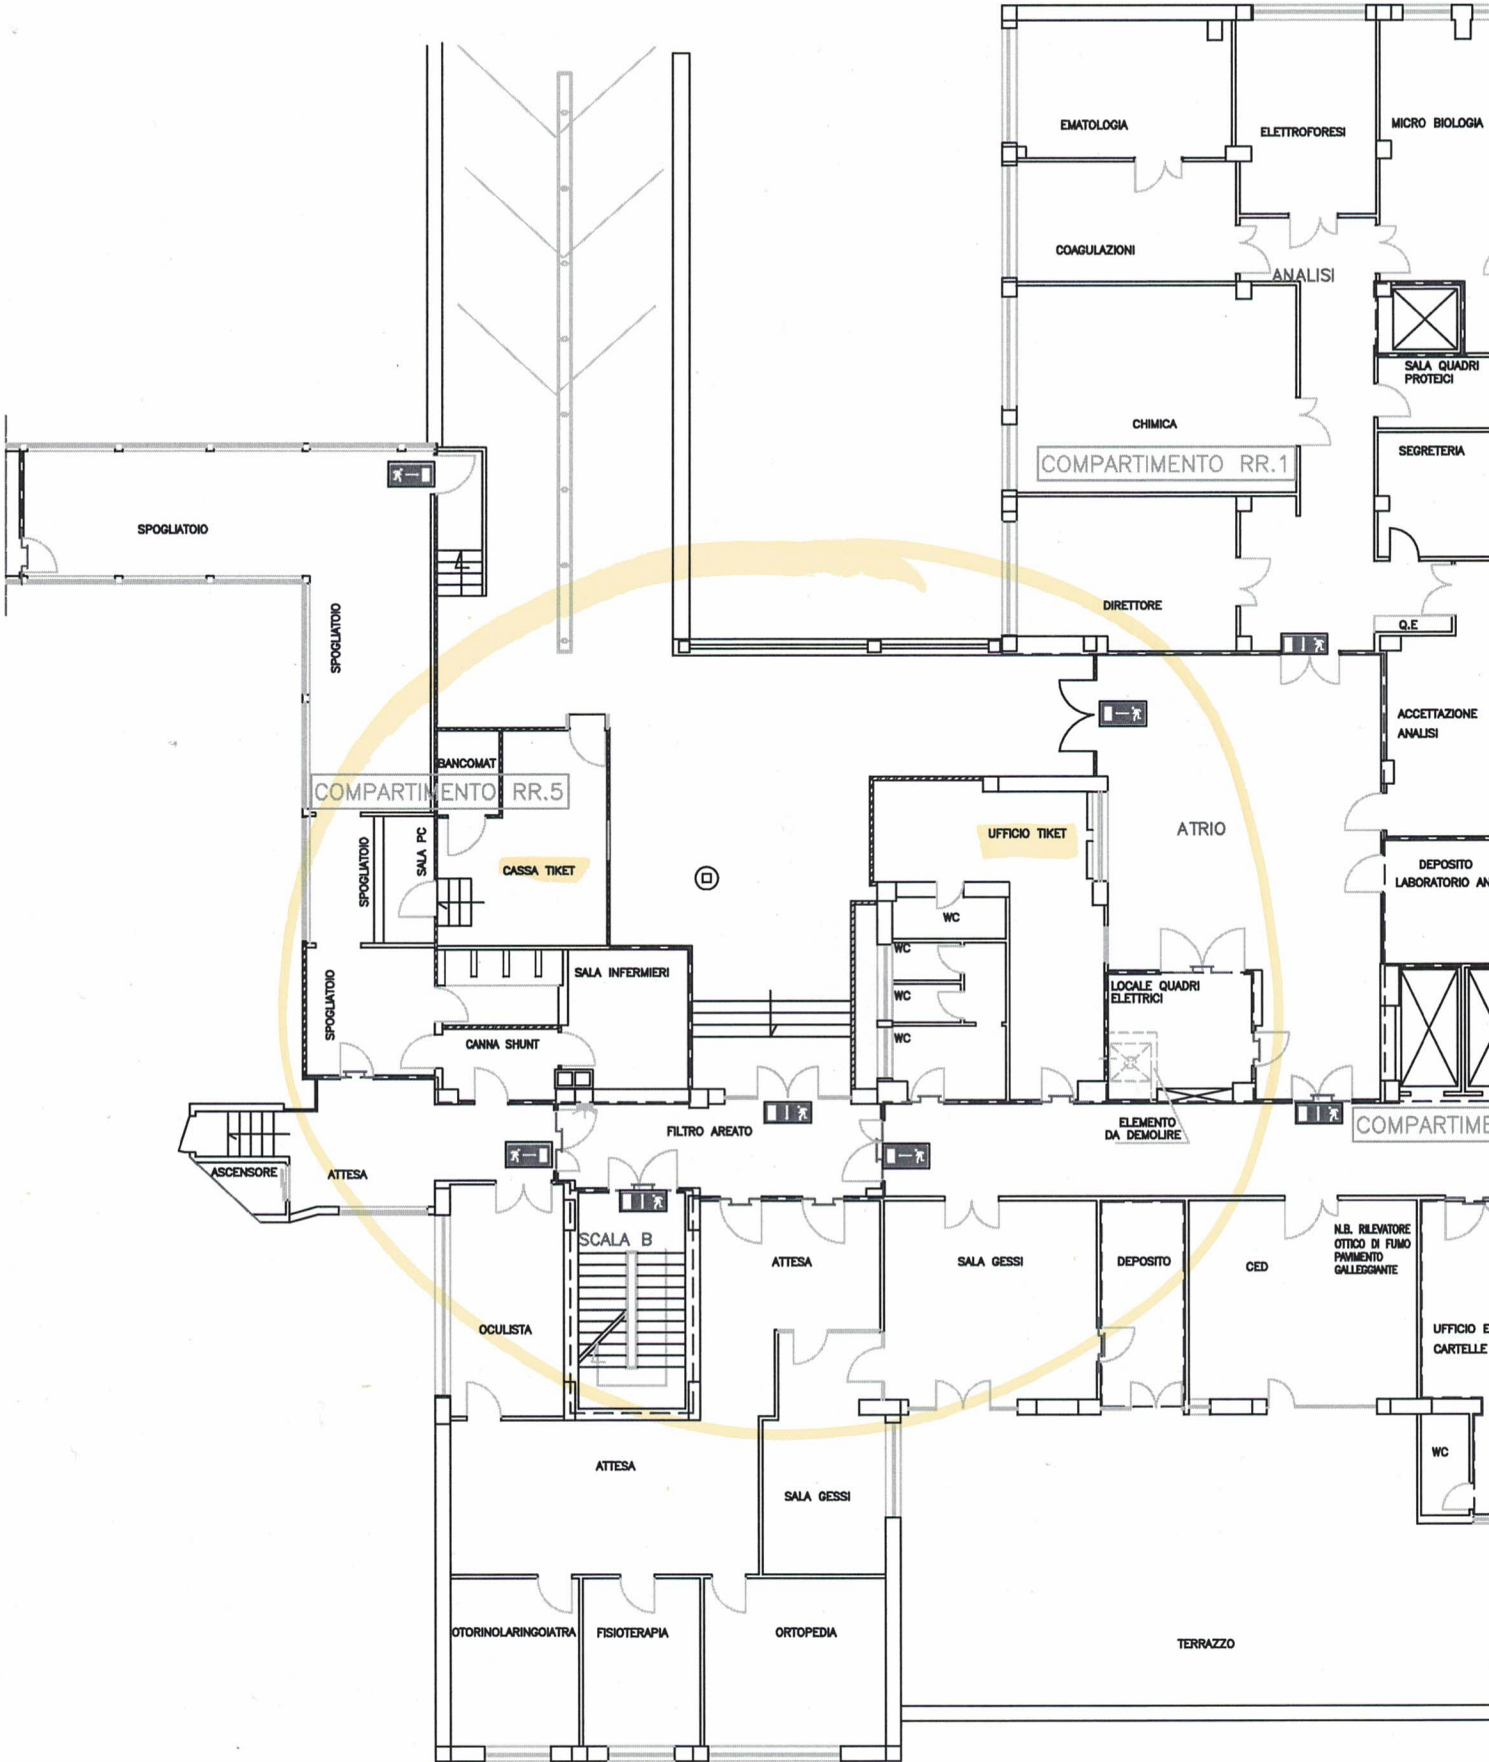 EMATOLOGIA
ELETTROFORESI
MICRO BIOLOGIA
COAGULAZIONI
ANALISI
SALA QUADRI
PROTEICI
CHIMICA
SEGRETERIA
COMPARTIMENTO RR.1
SPOGLIATOIO
DIRETTORE
Q.E
SPOGLIATOIO
ACCETTAZIONE
ANALISI
BANCOMAT
COMPARTIMENTO RR.5
UFFICIO TIKET
ATRIO
SPOGLIATOIO
SALA PC
CASSA TIKET
DEPOSITO
LABORATORIO AN
WC
WC
WC
WC
SALA INFERMIERI
LOCALE QUADRI
ELETTRICI
SPOGLIATOIO
CANNA SHUNT
FILTRO AREATO
ELEMENTO
DA DEMOLIRE
COMPARTIME
ASCENSORE
ATTESA
SCALA B
ATTESA
SALA GESSI
DEPOSITO
CED
N.B. RILEVATORE
OTTICO DI FUMO
PAVIMENTO
GALLEGGIANTE
OCULISTA
UFFICIO E
CARTELLE
ATTESA
SALA GESSI
WC
OTORINOLARINGOIATRA
FISIOTERAPIA
ORTOPEDIA
TERRAZZO